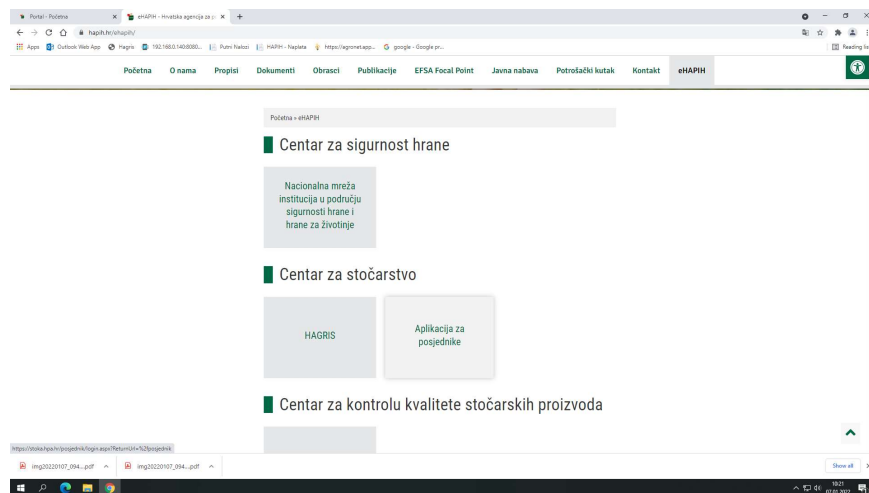 Portal - Početna
eHAPIH - Hrvatska agencija za p
hapih.hr/ehapih/
Apps
Outlook Web App
Hagris
192.168.0.140:8080...
Putni Nalozi
HAPIH - Naplata
https://agronet.app...
google - Google pr...
Reading lis
Početna
O nama
Propisi
Dokumenti
Obrasci
Publikacije
EFSA Focal Point
Javna nabava
Potrošački kutak
Kontakt
eHAPIH
Početna » eHAPIH
Centar za sigurnost hrane
Nacionalna mreža
institucija u području
sigurnosti hrane i
hrane za životinje
Centar za stočarstvo
HAGRIS
Aplikacija za
posjednike
Centar za kontrolu kvalitete stočarskih proizvoda
https://stoka.hpa.hr/posjednik/login.aspx?ReturnUrl=%2fposjednik
img20220107_094....pdf
img20220107_094....pdf
Show all
10:21
07.01.2022.